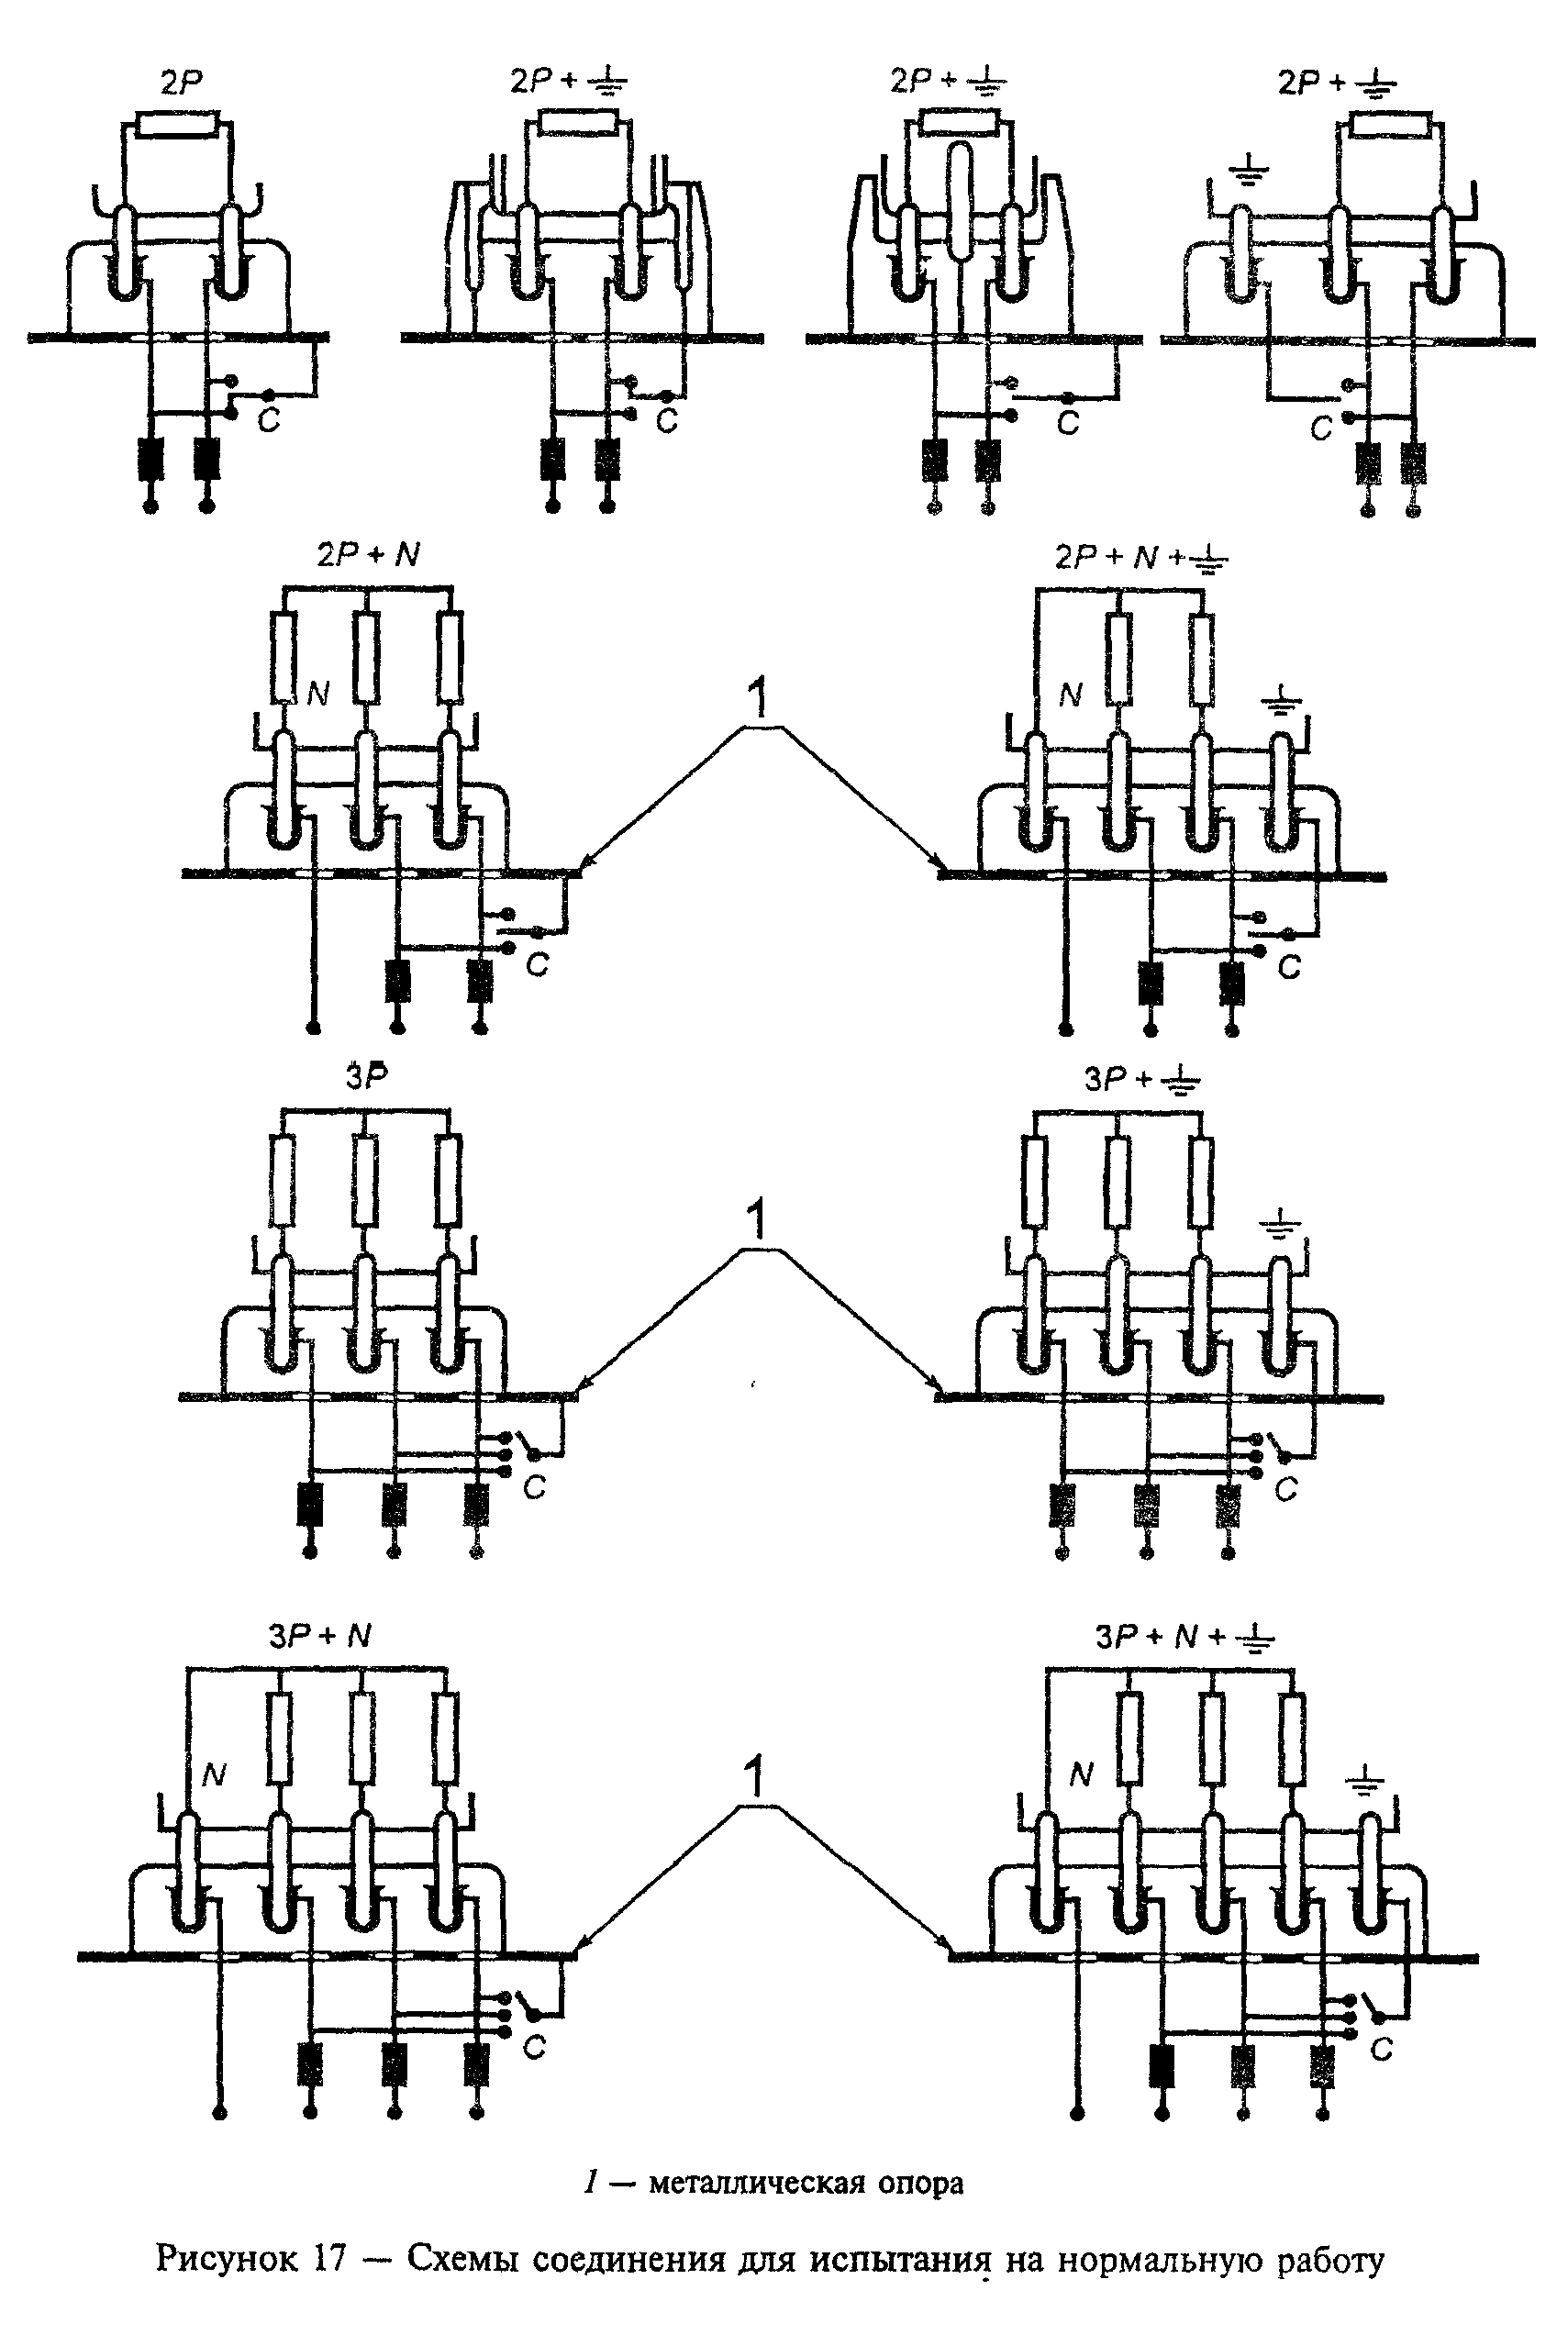 2P
2P + ⏚
2P + ⏚
2P + ⏚
⏚
C
C
C
C
2P + N
2P + N + ⏚
N
1
N
⏚
C
C
3P
3P + ⏚
1
⏚
C
C
3P + N
3P + N + ⏚
N
1
N
⏚
C
C
1 — металлическая опора
Рисунок 17 — Схемы соединения для испытания на нормальную работу